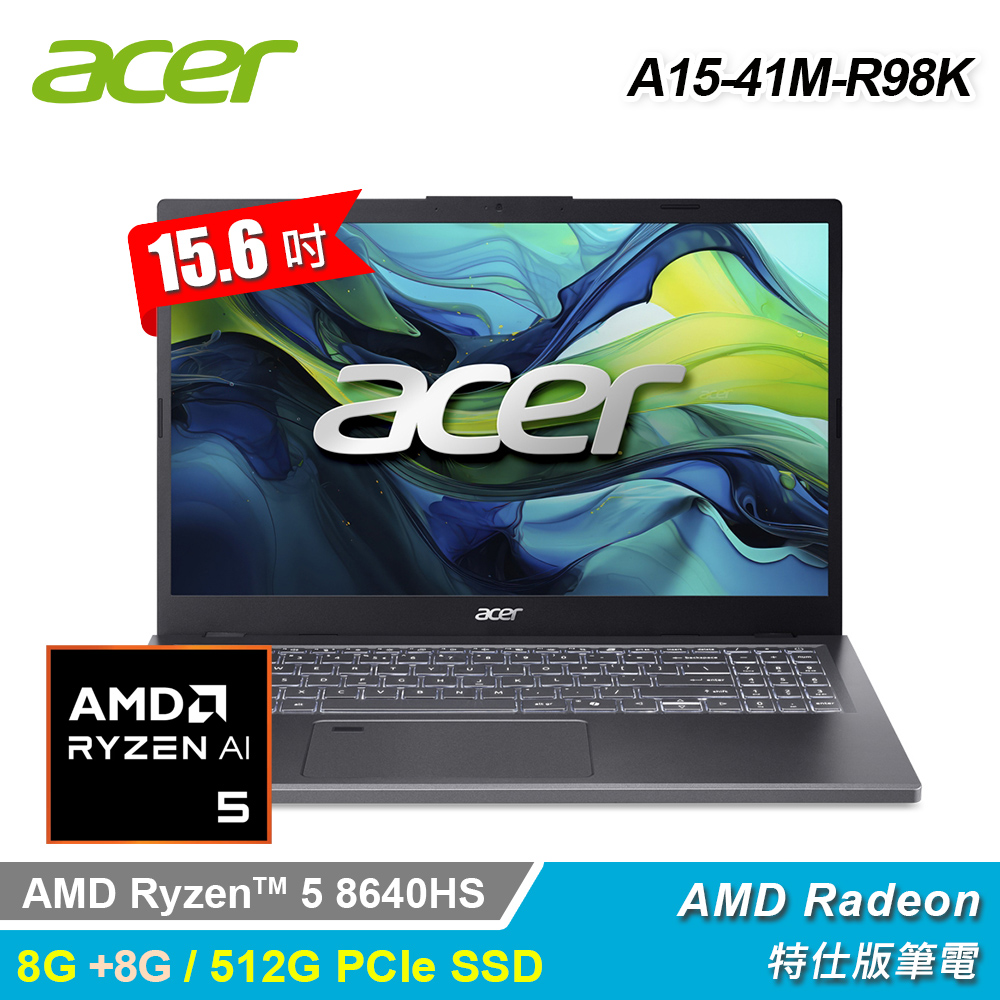 acer
A15-41M-R98K
15.6 吋
acer
acer
AMD
RYZEN AI
5
AMD Ryzen™ 5 8640HS
AMD Radeon
8G +8G / 512G PCIe SSD
特仕版筆電